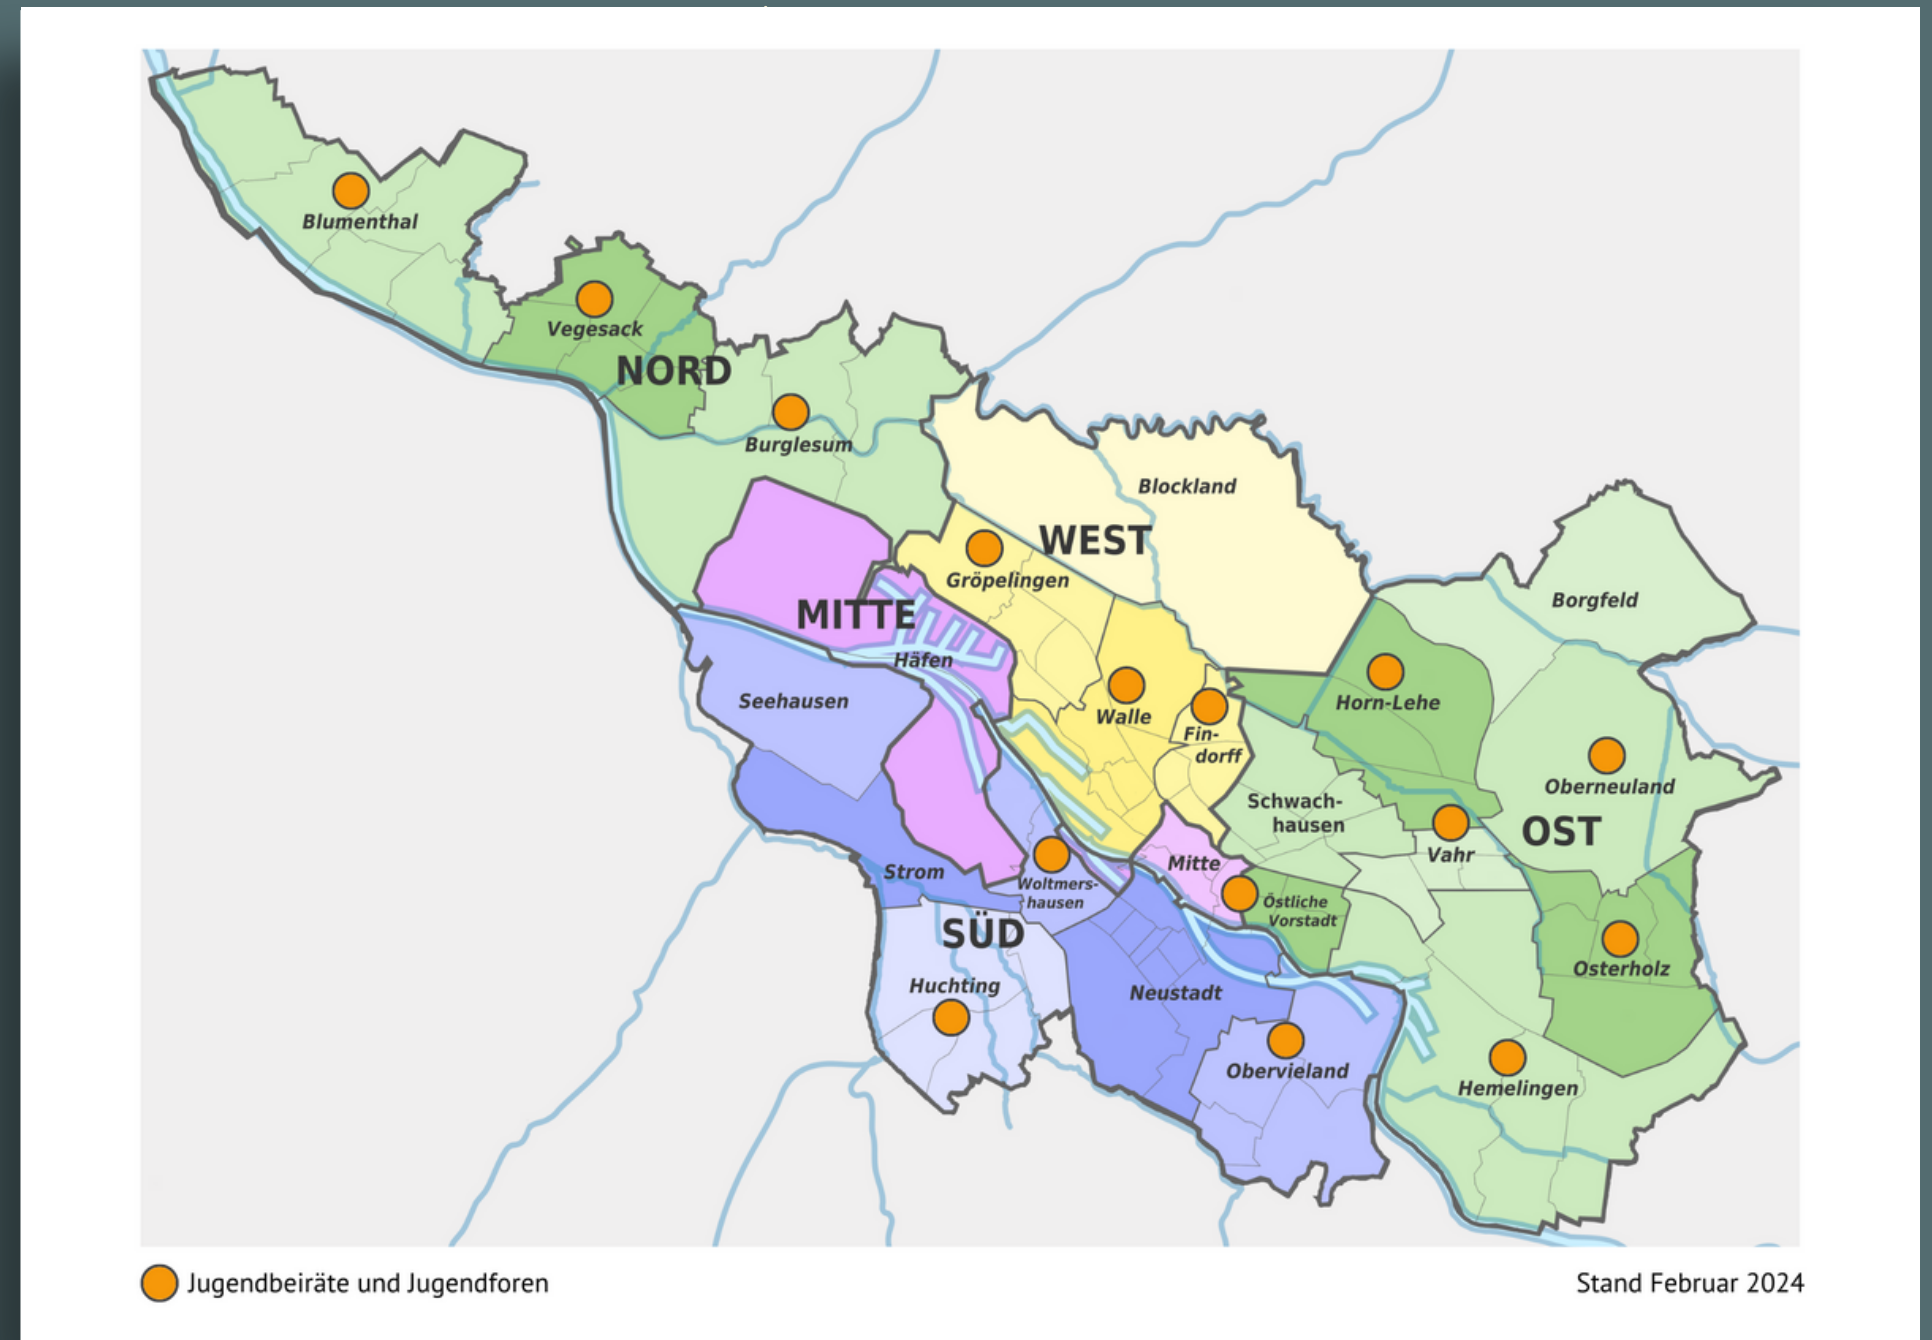 Blumenthal
Vegesack
NORD
Burglesum
Blockland
WEST
Gröpelingen
Borgfeld
MITTE
Häfen
Seehausen
Horn-Lehe
Walle
Fin-
dorff
Oberneuland
Schwach-
hausen
OST
Vahr
Mitte
Strom
Woltmers-
hausen
Östliche
Vorstadt
SÜD
Osterholz
Huchting
Neustadt
Obervieland
Hemelingen
Jugendbeiräte und Jugendforen
Stand Februar 2024